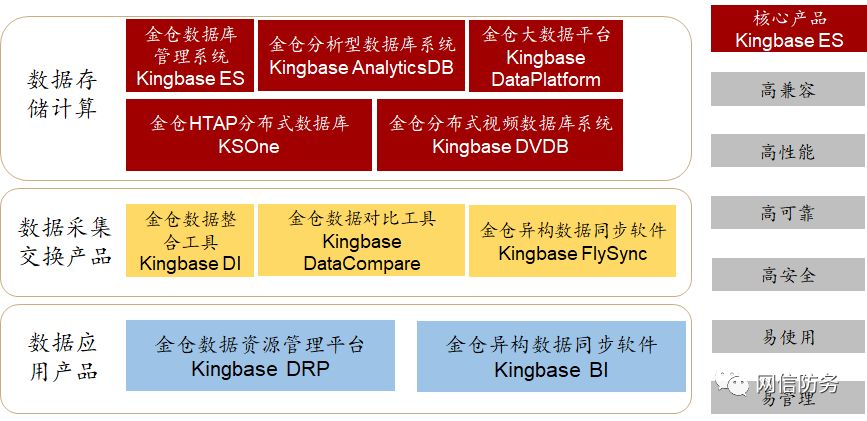 数据存
储计算
金仓数据库
管理系统
Kingbase ES
金仓分析型数据库系统
Kingbase AnalyticsDB
金仓大数据平台
Kingbase
DataPlatform
金仓HTAP分布式数据库
KSOne
金仓分布式视频数据库系统
Kingbase DVDB
数据采集
交换产品
金仓数据整
合工具
Kingbase DI
金仓数据对比工具
Kingbase
DataCompare
金仓异构数据同步软件
Kingbase FlySync
数据应
用产品
金仓数据资源管理平台
Kingbase DRP
金仓异构数据同步软件
Kingbase BI
核心产品
Kingbase ES
高兼容
高性能
高可靠
高安全
易使用
易管理
网信防务